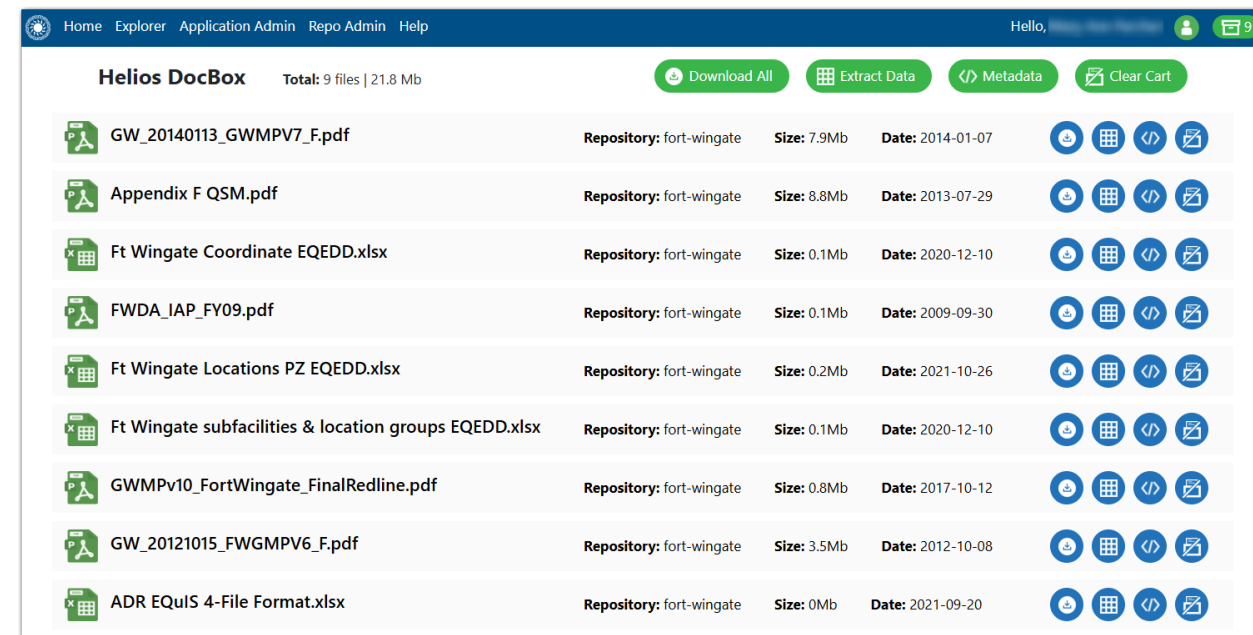 Home Explorer Application Admin Repo Admin Help Hello, 9
Helios DocBox Total: 9 files | 21.8 Mb Download All Extract Data Metadata Clear Cart
GW_20140113_GWMPV7_F.pdf Repository: fort-wingate Size: 7.9Mb Date: 2014-01-07
Appendix F QSM.pdf Repository: fort-wingate Size: 8.8Mb Date: 2013-07-29
Ft Wingate Coordinate EQEDD.xlsx Repository: fort-wingate Size: 0.1Mb Date: 2020-12-10
FWDA_IAP_FY09.pdf Repository: fort-wingate Size: 0.1Mb Date: 2009-09-30
Ft Wingate Locations PZ EQEDD.xlsx Repository: fort-wingate Size: 0.2Mb Date: 2021-10-26
Ft Wingate subfacilities & location groups EQEDD.xlsx Repository: fort-wingate Size: 0.1Mb Date: 2020-12-10
GWMPv10_FortWingate_FinalRedline.pdf Repository: fort-wingate Size: 0.8Mb Date: 2017-10-12
GW_20121015_FWGMPV6_F.pdf Repository: fort-wingate Size: 3.5Mb Date: 2012-10-08
ADR EQuIS 4-File Format.xlsx Repository: fort-wingate Size: 0Mb Date: 2021-09-20